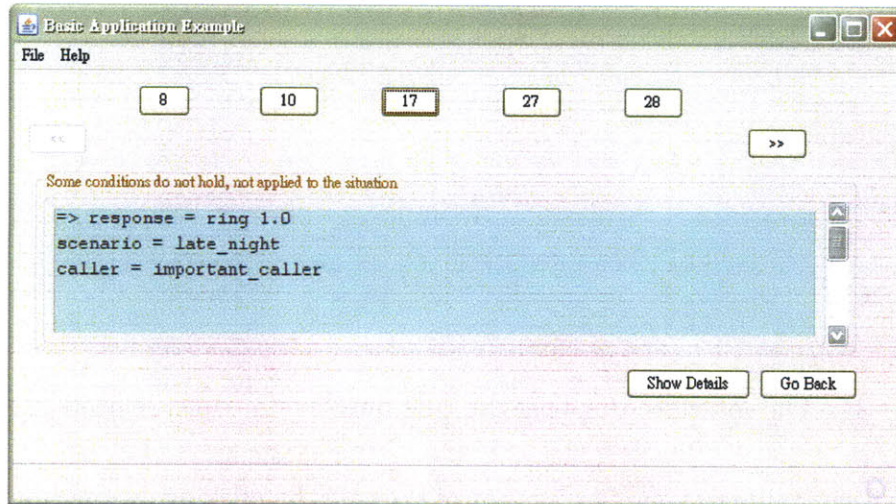 Basic Application Example
File Help
8 10 17 27 28
<< >>
Some conditions do not hold, not applied to the situation
=> response = ring 1.0
scenario = late_night
caller = important_caller
Show Details Go Back